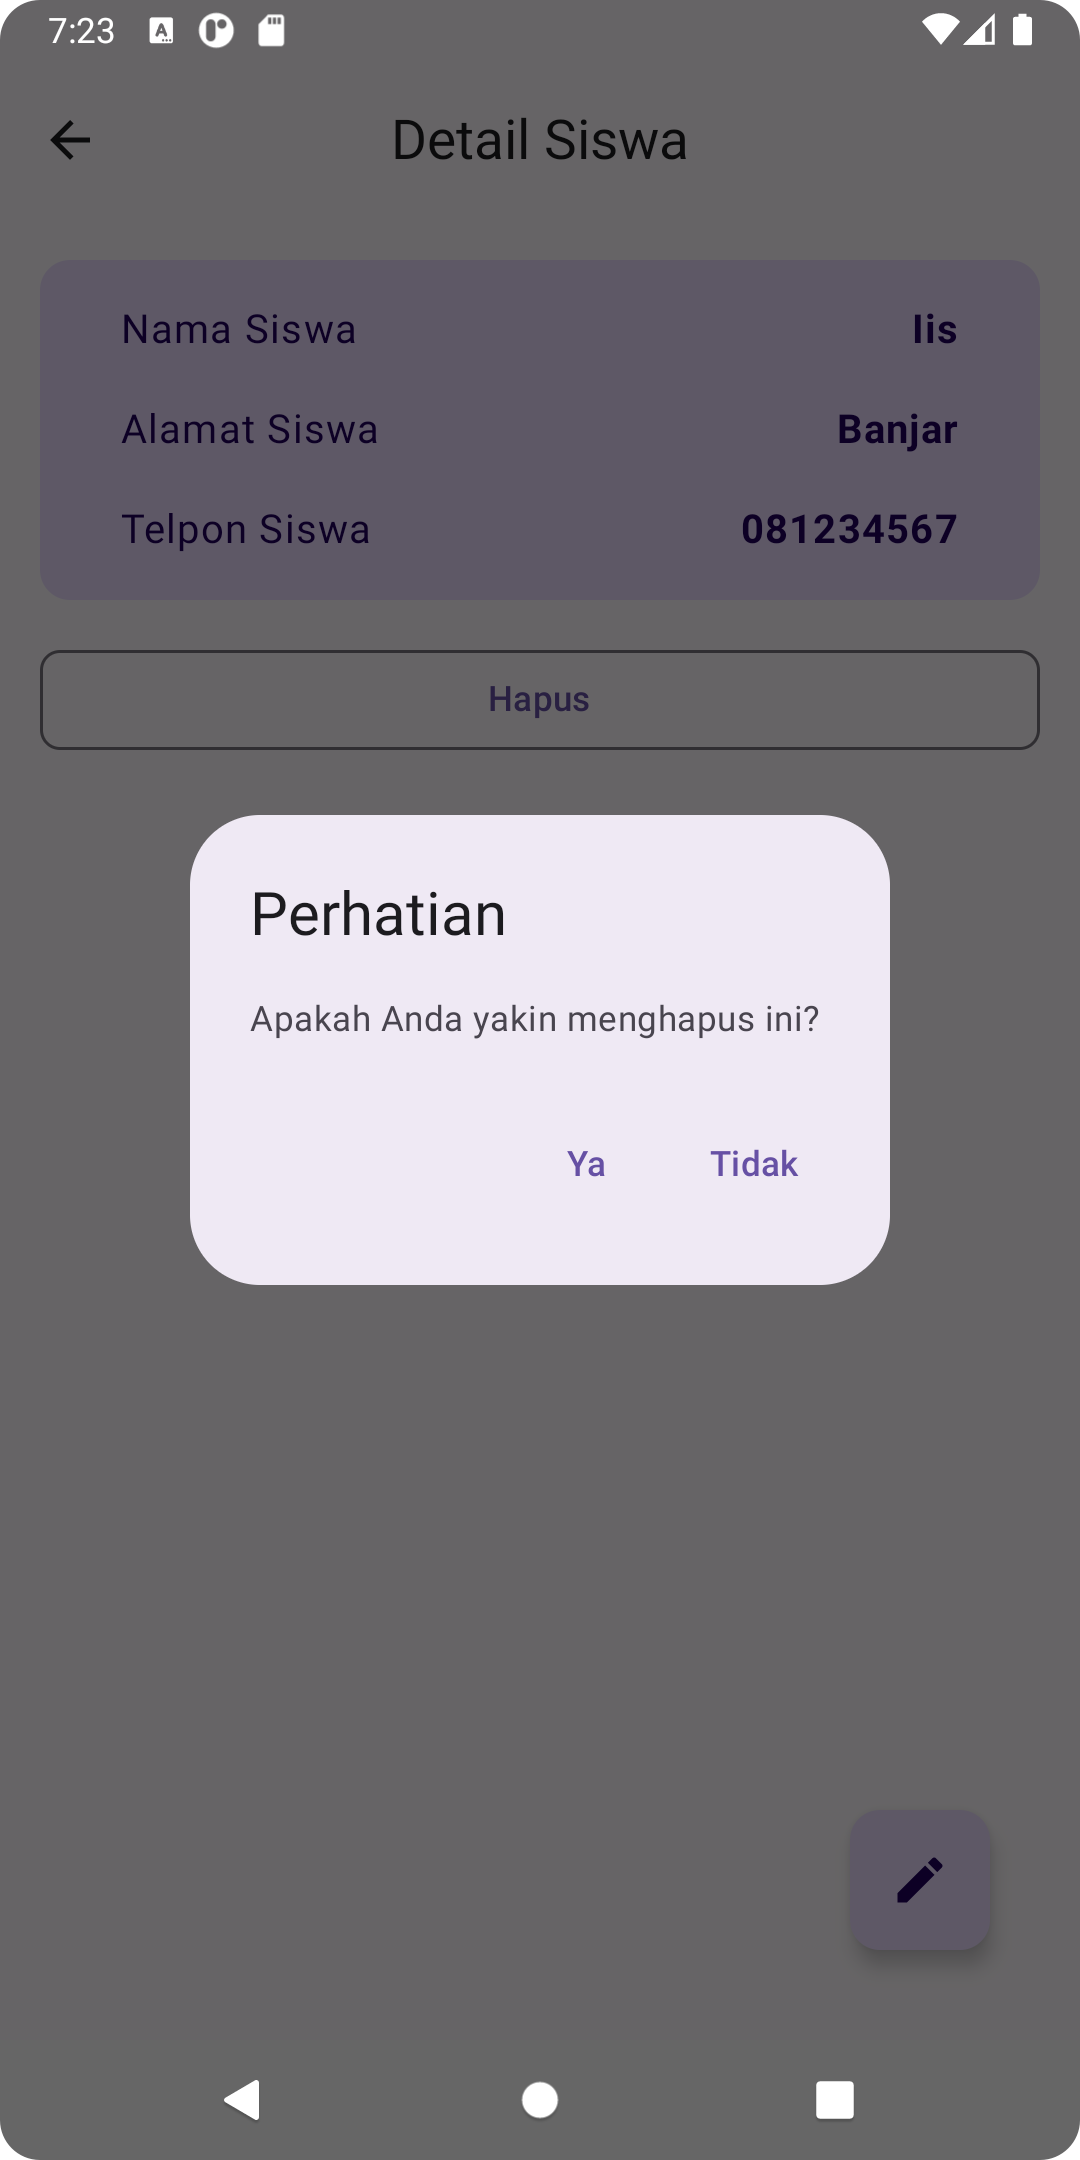 7:23
Detail Siswa
Nama Siswa Iis
Alamat Siswa Banjar
Telpon Siswa 081234567
Hapus
Perhatian
Apakah Anda yakin menghapus ini?
Ya Tidak